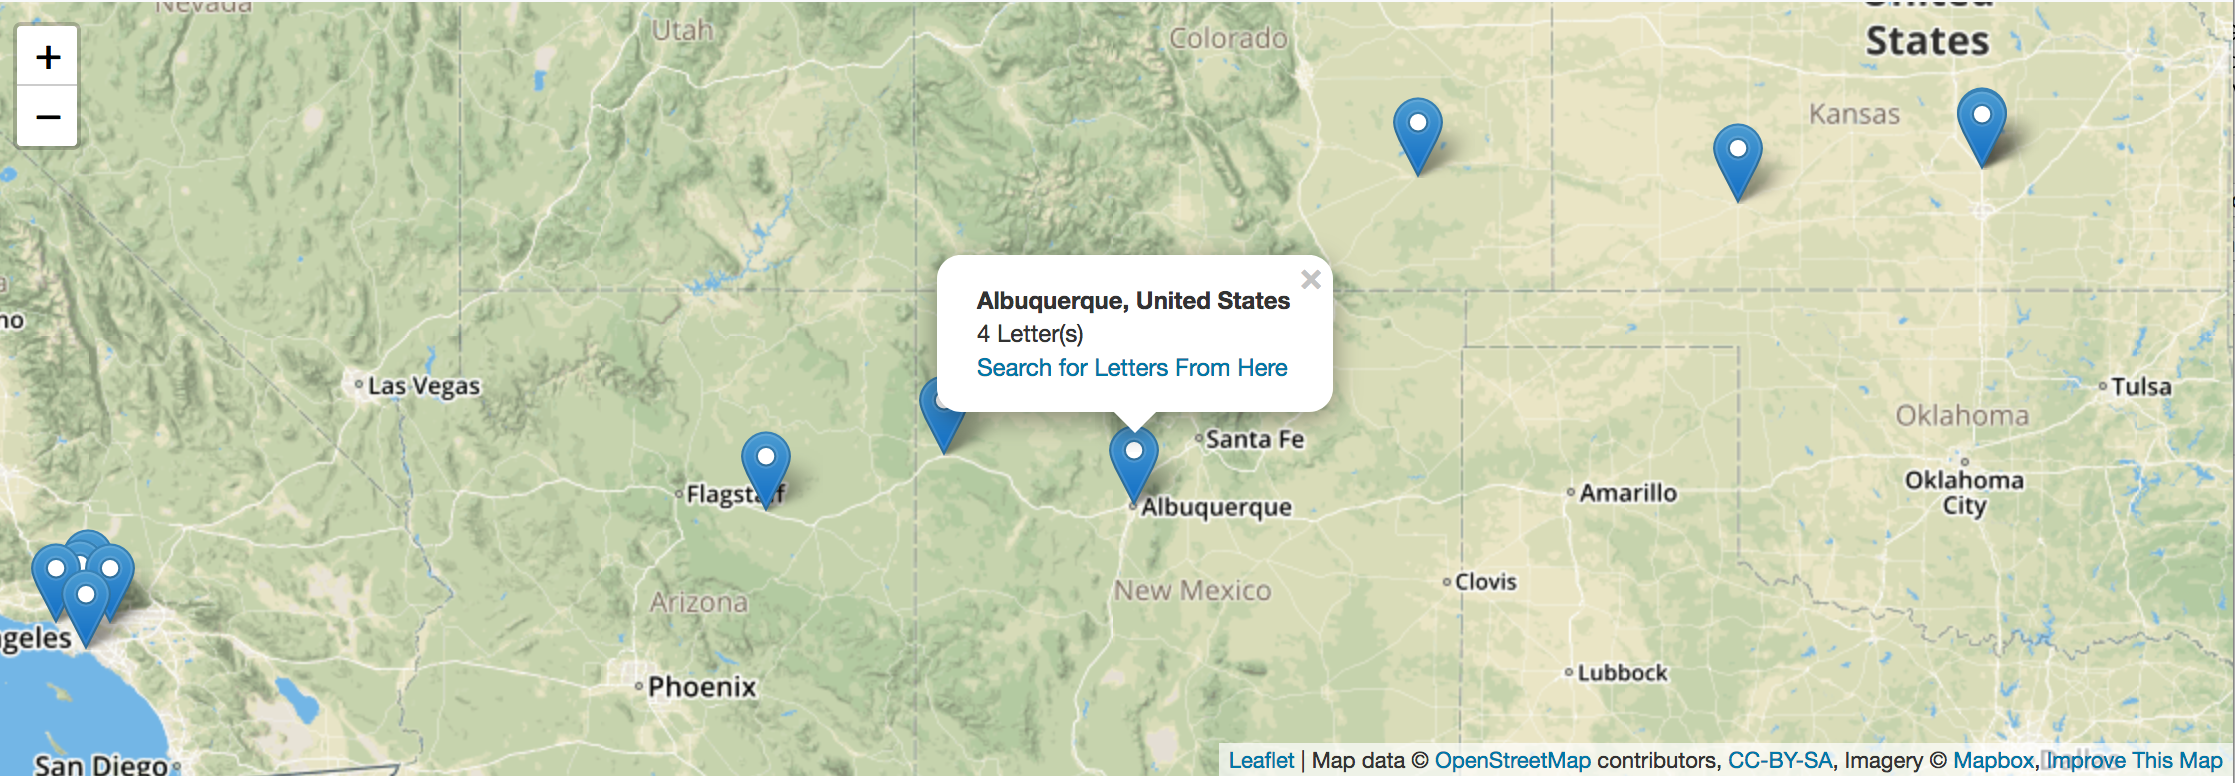 Nevada
Utah
Colorado
United
States
+
−
Kansas
Albuquerque, United States
4 Letter(s)
Search for Letters From Here
×
Las Vegas
Tulsa
Oklahoma
Santa Fe
Flagstaff
Amarillo
Oklahoma
City
Albuquerque
Clovis
New Mexico
Arizona
geles
Phoenix
Lubbock
San Diego
Dallas
Leaflet | Map data © OpenStreetMap contributors, CC-BY-SA, Imagery © Mapbox, Improve This Map